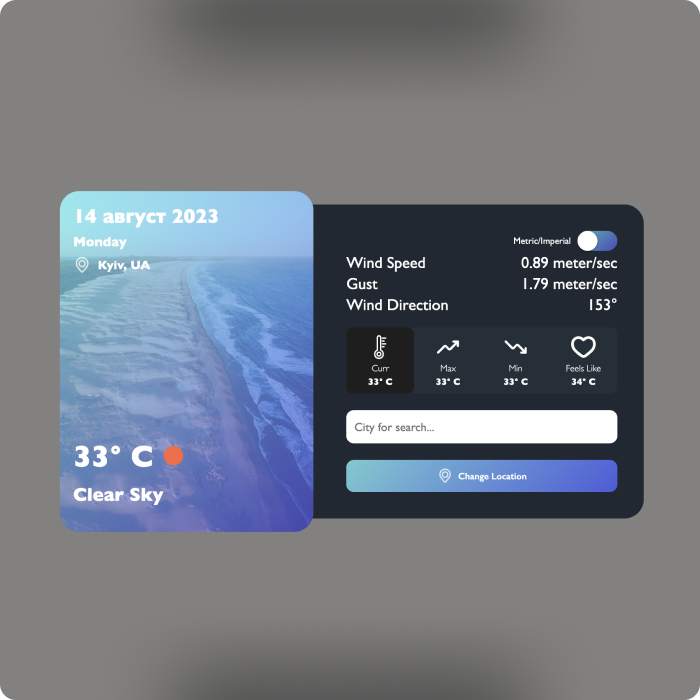 14 август 2023
Monday
Kyiv, UA
33° C
Clear Sky
Metric/Imperial
Wind Speed 0.89 meter/sec
Gust 1.79 meter/sec
Wind Direction 153°
Curr Max Min Feels Like
33° C 33° C 33° C 34° C
City for search...
Change Location